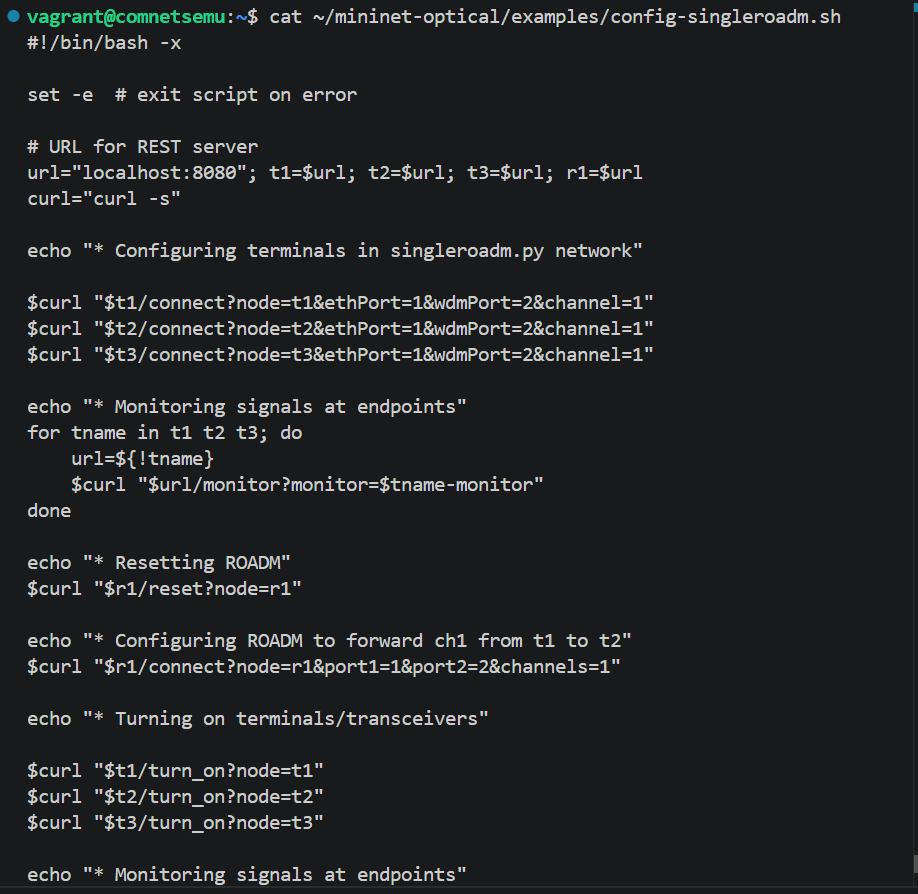 vagrant@comnetsemu:~$ cat ~/mininet-optical/examples/config-singleroadm.sh
#!/bin/bash -x

set -e  # exit script on error

# URL for REST server
url="localhost:8080"; t1=$url; t2=$url; t3=$url; r1=$url
curl="curl -s"

echo "* Configuring terminals in singleroadm.py network"

$curl "$t1/connect?node=t1&ethPort=1&wdmPort=2&channel=1"
$curl "$t2/connect?node=t2&ethPort=1&wdmPort=2&channel=1"
$curl "$t3/connect?node=t3&ethPort=1&wdmPort=2&channel=1"

echo "* Monitoring signals at endpoints"
for tname in t1 t2 t3; do
    url=${!tname}
    $curl "$url/monitor?monitor=$tname-monitor"
done

echo "* Resetting ROADM"
$curl "$r1/reset?node=r1"

echo "* Configuring ROADM to forward ch1 from t1 to t2"
$curl "$r1/connect?node=r1&port1=1&port2=2&channels=1"

echo "* Turning on terminals/transceivers"

$curl "$t1/turn_on?node=t1"
$curl "$t2/turn_on?node=t2"
$curl "$t3/turn_on?node=t3"

echo "* Monitoring signals at endpoints"